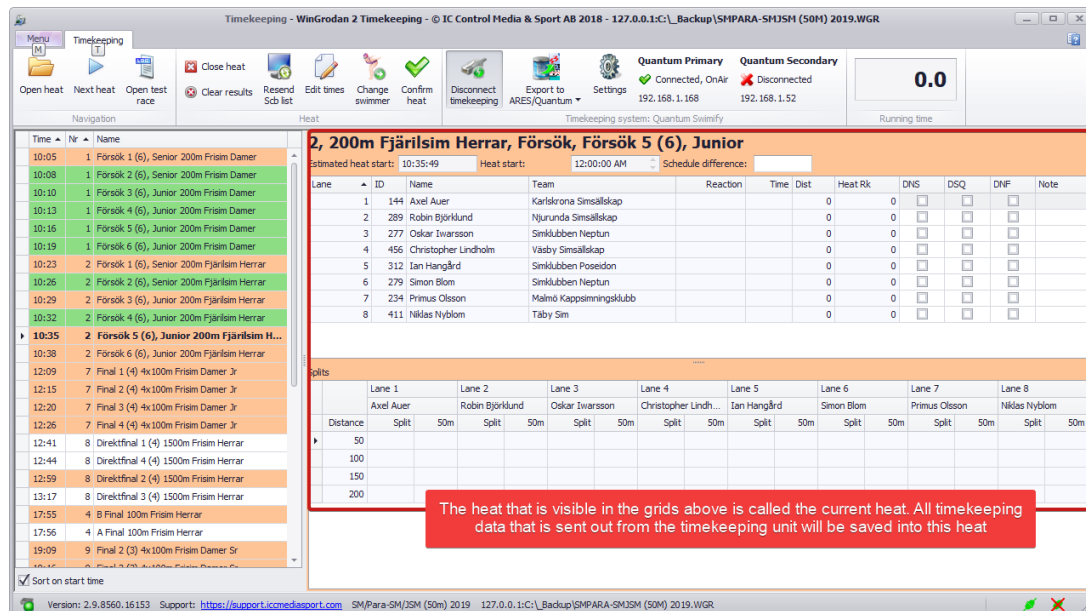 Timekeeping - WinGrodan 2 Timekeeping - © IC Control Media & Sport AB 2018 - 127.0.0.1:C:\_Backup\SMPARA-SMJSM (50M) 2019.WGR
Menu Timekeeping
M T
Open heat Next heat Open test race
Navigation
Close heat
Clear results
Resend Scb list
Edit times
Change swimmer
Confirm heat
Heat
Disconnect timekeeping
Export to ARES/Quantum
Settings
Quantum Primary Quantum Secondary
Connected, OnAir Disconnected
192.168.1.168 192.168.1.52
Timekeeping system: Quantum Swimify
0.0
Running time
Time Nr Name
10:05 1 Försök 1 (6), Senior 200m Frisim Damer
10:08 1 Försök 2 (6), Senior 200m Frisim Damer
10:10 1 Försök 3 (6), Junior 200m Frisim Damer
10:13 1 Försök 4 (6), Junior 200m Frisim Damer
10:16 1 Försök 5 (6), Junior 200m Frisim Damer
10:19 1 Försök 6 (6), Junior 200m Frisim Damer
10:23 2 Försök 1 (6), Senior 200m Fjärilsim Herrar
10:26 2 Försök 2 (6), Senior 200m Fjärilsim Herrar
10:29 2 Försök 3 (6), Junior 200m Fjärilsim Herrar
10:32 2 Försök 4 (6), Junior 200m Fjärilsim Herrar
10:35 2 Försök 5 (6), Junior 200m Fjärilsim H...
10:38 2 Försök 6 (6), Junior 200m Fjärilsim Herrar
12:09 7 Final 1 (4) 4x100m Frisim Damer Jr
12:15 7 Final 2 (4) 4x100m Frisim Damer Jr
12:20 7 Final 3 (4) 4x100m Frisim Damer Jr
12:26 7 Final 4 (4) 4x100m Frisim Damer Jr
12:41 8 Direktfinal 1 (4) 1500m Frisim Herrar
12:44 8 Direktfinal 4 (4) 1500m Frisim Herrar
12:59 8 Direktfinal 2 (4) 1500m Frisim Herrar
13:17 8 Direktfinal 3 (4) 1500m Frisim Herrar
17:55 4 B Final 100m Frisim Herrar
17:56 4 A Final 100m Frisim Herrar
19:09 9 Final 2 (3) 4x100m Frisim Damer Sr
Sort on start time
2, 200m Fjärilsim Herrar, Försök, Försök 5 (6), Junior
Estimated heat start: 10:35:49 Heat start: 12:00:00 AM Schedule difference:
Lane ID Name Team Reaction Time Dist Heat Rk DNS DSQ DNF Note
1 144 Axel Auer Karlskrona Simsällskap 0 0
2 289 Robin Björklund Njurunda Simsällskap 0 0
3 277 Oskar Iwarsson Simklubben Neptun 0 0
4 456 Christopher Lindholm Väsby Simsällskap 0 0
5 312 Ian Hangård Simklubben Poseidon 0 0
6 279 Simon Blom Simklubben Neptun 0 0
7 234 Primus Olsson Malmö Kappsimningsklubb 0 0
8 411 Niklas Nyblom Täby Sim 0 0
Splits
Lane 1 Lane 2 Lane 3 Lane 4 Lane 5 Lane 6 Lane 7 Lane 8
Axel Auer Robin Björklund Oskar Iwarsson Christopher Lindh... Ian Hangård Simon Blom Primus Olsson Niklas Nyblom
Distance Split 50m Split 50m Split 50m Split 50m Split 50m Split 50m Split 50m Split 50m
50
100
150
200
The heat that is visible in the grids above is called the current heat. All timekeeping
data that is sent out from the timekeeping unit will be saved into this heat
Version: 2.9.8560.16153 Support: https://support.iccmediasport.com SM/Para-SM/JSM (50m) 2019 127.0.0.1:C:\_Backup\SMPARA-SMJSM (50M) 2019.WGR